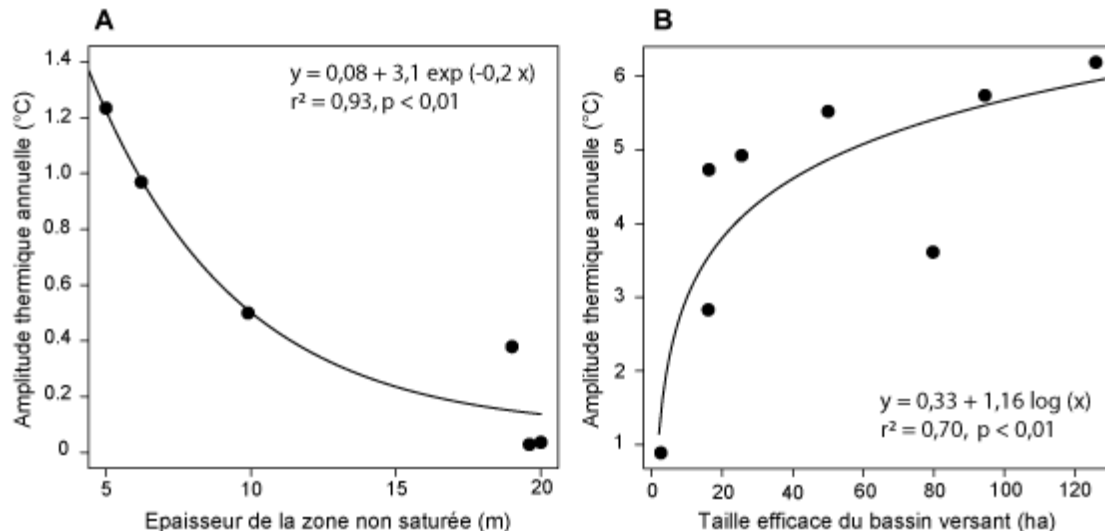 A
y = 0,08 + 3,1 exp (-0,2 x)
r² = 0,93, p < 0,01
Amplitude thermique annuelle (°C)
1.4
1.2
1.0
0.8
0.6
0.4
0.2
0
5
10
15
20
Epaisseur de la zone non saturée (m)
B
Amplitude thermique annuelle (°C)
6
5
4
3
2
1
y = 0,33 + 1,16 log (x)
r² = 0,70, p < 0,01
0
20
40
60
80
100
120
Taille efficace du bassin versant (ha)